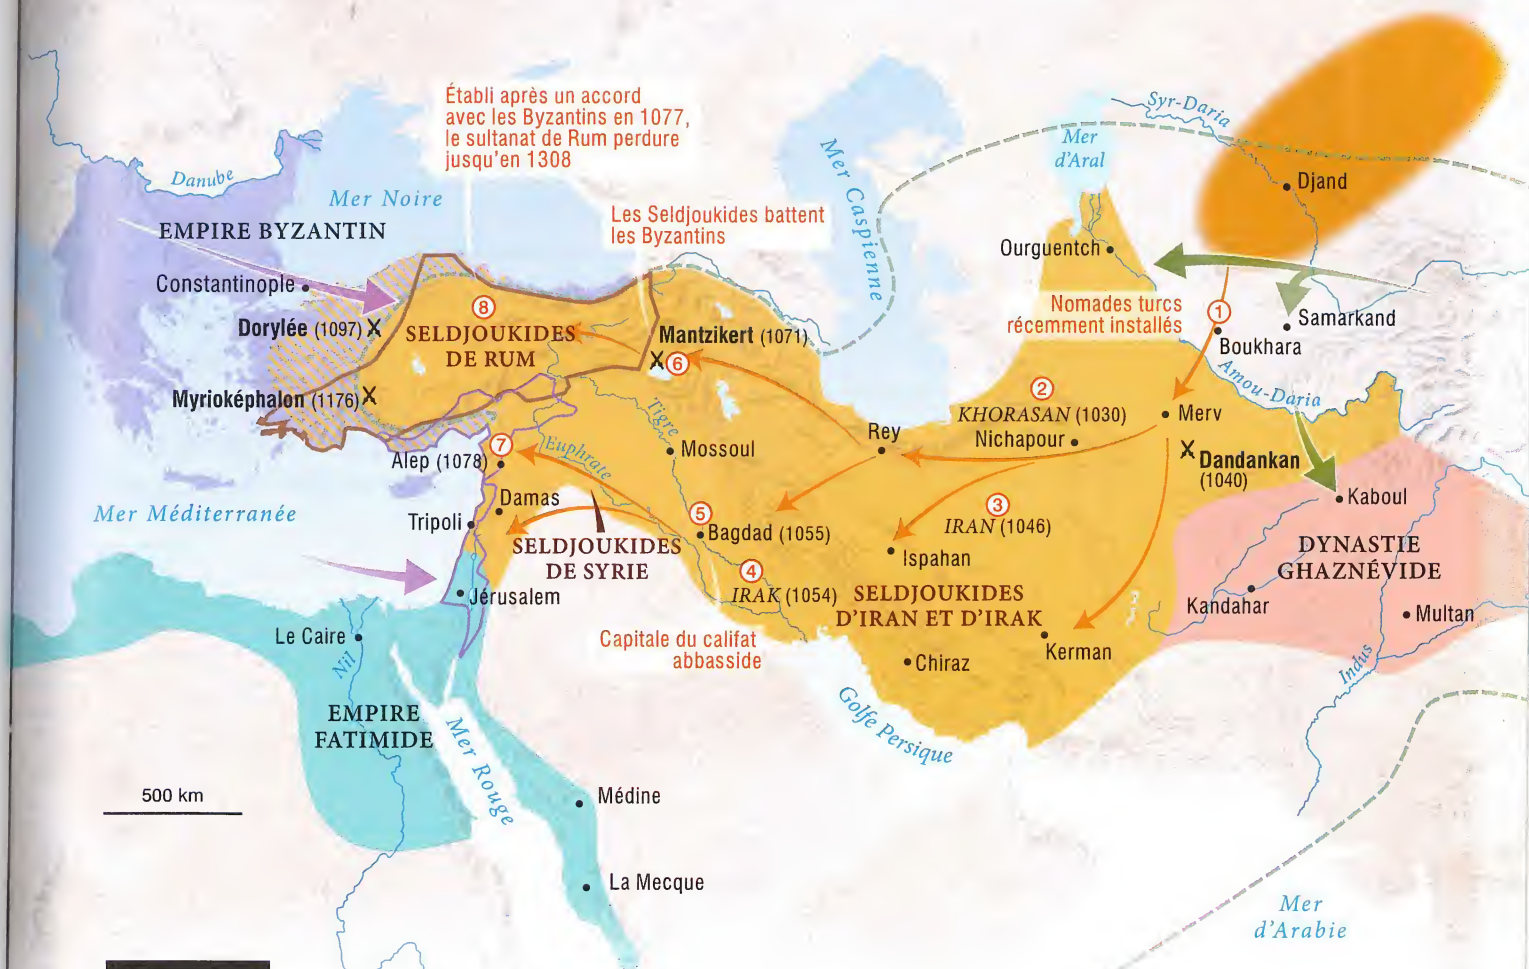 Établi après un accord
avec les Byzantins en 1077,
le sultanat de Rum perdure
jusqu'en 1308
Syr-Daria
Mer
d'Aral
Mer Caspienne
Danube
Djand
Mer Noire
Les Seldjoukides battent
les Byzantins
EMPIRE BYZANTIN
Ourguentch
Constantinople
Nomades turcs
récemment installés
1
Samarkand
8
Dorylée (1097)
SELDJOUKIDES
DE RUM
Mantzikert (1071)
6
Boukhara
Amou-Daria
Myrioképhalon (1176)
2
KHORASAN (1030)
Merv
Tigre
Rey
Nichapour
7
Euphrate
Mossoul
Alep (1078)
Dandankan
(1040)
Damas
Kaboul
Mer Méditerranée
Tripoli
5
Bagdad (1055)
3
IRAN (1046)
SELDJOUKIDES
DE SYRIE
Ispahan
DYNASTIE
GHAZNÉVIDE
4
IRAK (1054)
SELDJOUKIDES
D'IRAN ET D'IRAK
Jérusalem
Kandahar
Multan
Le Caire
Capitale du califat
abbasside
Kerman
Chiraz
Nil
Indus
Golfe Persique
EMPIRE
FATIMIDE
Mer Rouge
500 km
Médine
La Mecque
Mer
d'Arabie